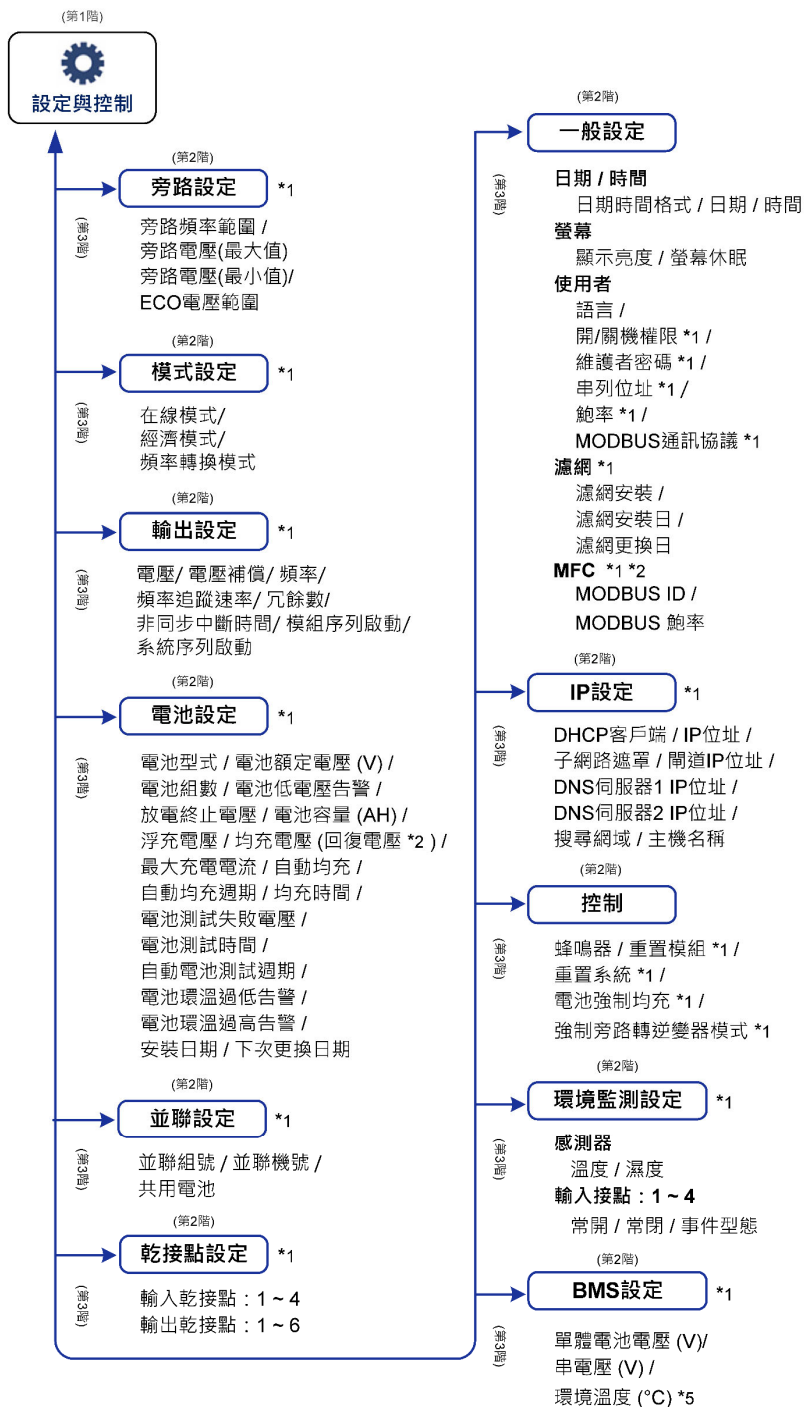 (第1階)
設定與控制
(第2階)
旁路設定 *1
(第3階)
旁路頻率範圍 /
旁路電壓(最大值)
旁路電壓(最小值)/
ECO電壓範圍
(第2階)
模式設定 *1
(第3階)
在線模式/
經濟模式/
頻率轉換模式
(第2階)
輸出設定 *1
(第3階)
電壓/ 電壓補償/ 頻率/
頻率追蹤速率/ 冗餘數/
非同步中斷時間/ 模組序列啟動/
系統序列啟動
(第2階)
電池設定 *1
(第3階)
電池型式 / 電池額定電壓 (V) /
電池組數 / 電池低電壓告警 /
放電終止電壓 / 電池容量 (AH) /
浮充電壓 / 均充電壓 (回復電壓 *2 ) /
最大充電電流 / 自動均充 /
自動均充週期 / 均充時間 /
電池測試失敗電壓 /
電池測試時間 /
自動電池測試週期 /
電池環溫過低告警 /
電池環溫過高告警 /
安裝日期 / 下次更換日期
(第2階)
並聯設定 *1
(第3階)
並聯組號 / 並聯機號 /
共用電池
(第2階)
乾接點設定 *1
(第3階)
輸入乾接點：1 ~ 4
輸出乾接點：1 ~ 6
(第2階)
一般設定
(第3階)
日期 / 時間
日期時間格式 / 日期 / 時間
螢幕
顯示亮度 / 螢幕休眠
使用者
語言 /
開/關機權限 *1 /
維護者密碼 *1 /
串列位址 *1 /
鮑率 *1 /
MODBUS通訊協議 *1
濾網 *1
濾網安裝 /
濾網安裝日 /
濾網更換日
MFC *1 *2
MODBUS ID /
MODBUS 鮑率
(第2階)
IP設定 *1
(第3階)
DHCP客戶端 / IP位址 /
子網路遮罩 / 閘道IP位址 /
DNS伺服器1 IP位址 /
DNS伺服器2 IP位址 /
搜尋網域 / 主機名稱
(第2階)
控制
(第3階)
蜂鳴器 / 重置模組 *1 /
重置系統 *1 /
電池強制均充 *1 /
強制旁路轉逆變器模式 *1
(第2階)
環境監測設定 *1
(第3階)
感測器
溫度 / 濕度
輸入接點：1 ~ 4
常開 / 常閉 / 事件型態
(第2階)
BMS設定 *1
(第3階)
單體電池電壓 (V)/
串電壓 (V) /
環境溫度 (°C) *5